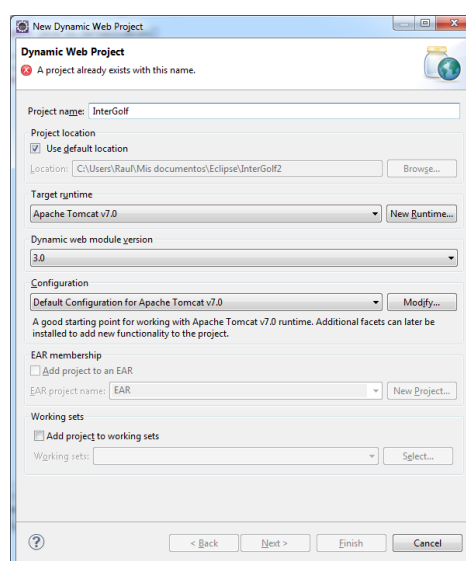 New Dynamic Web Project
Dynamic Web Project
A project already exists with this name.
Project name: InterGolf
Project location
Use default location
Location: C:\Users\Raul\Mis documentos\Eclipse\InterGolf2 Browse...
Target runtime
Apache Tomcat v7.0 New Runtime...
Dynamic web module version
3.0
Configuration
Default Configuration for Apache Tomcat v7.0 Modify...
A good starting point for working with Apache Tomcat v7.0 runtime. Additional facets can later be
installed to add new functionality to the project.
EAR membership
Add project to an EAR
EAR project name: EAR New Project...
Working sets
Add project to working sets
Working sets: Select...
? < Back Next > Finish Cancel